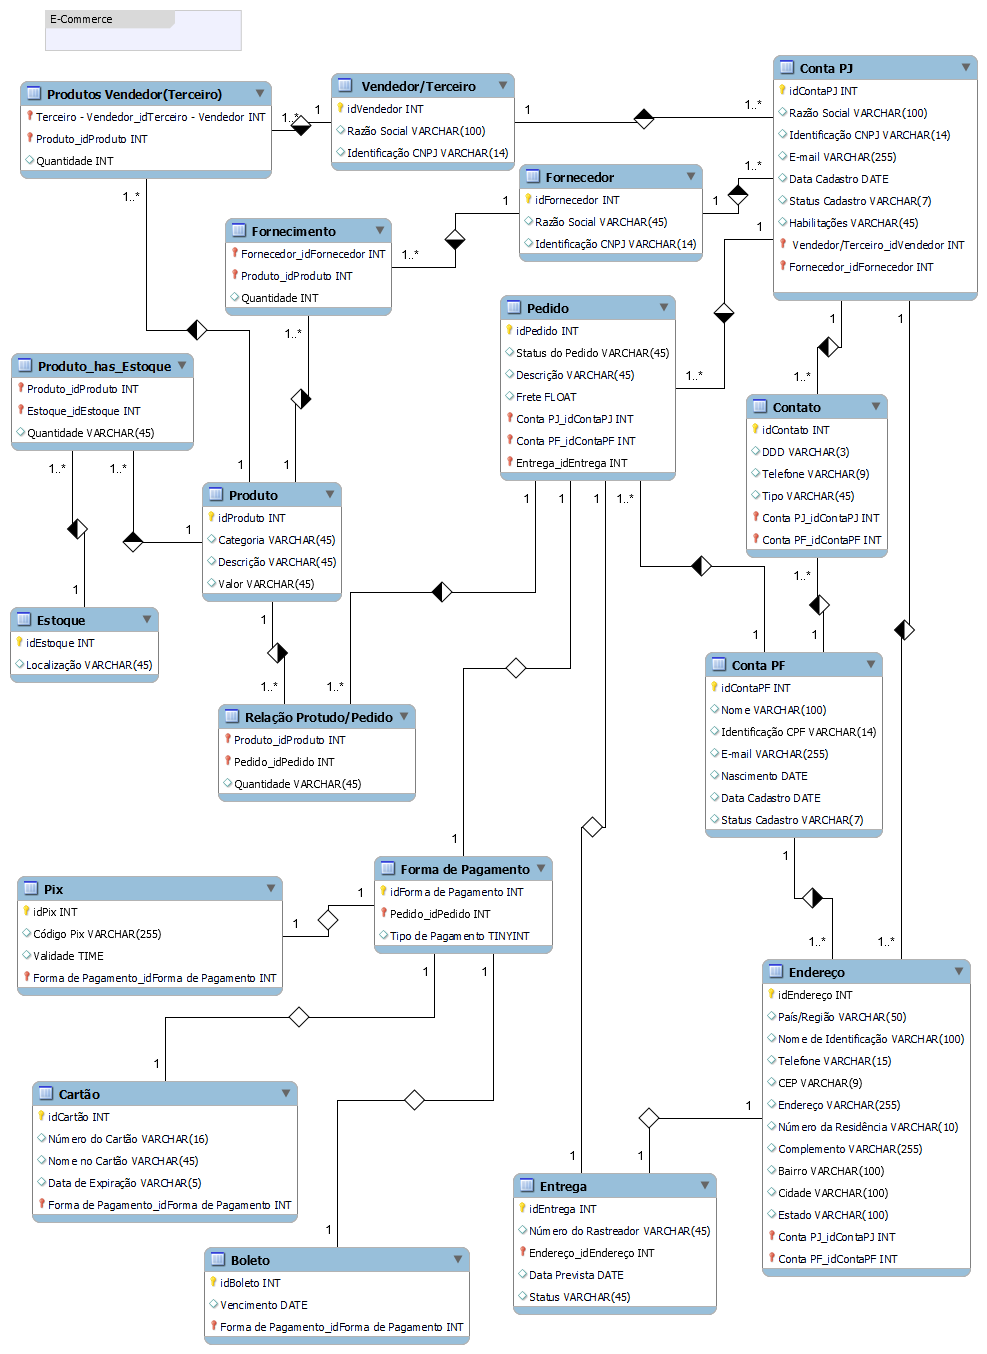 E-Commerce
Produtos Vendedor(Terceiro)
Terceiro - Vendedor_idTerceiro - Vendedor INT
Produto_idProduto INT
Quantidade INT
1..*
1
Vendedor/Terceiro
idVendedor INT
Razão Social VARCHAR(100)
Identificação CNPJ VARCHAR(14)
1
1..*
Conta PJ
idContaPJ INT
Razão Social VARCHAR(100)
Identificação CNPJ VARCHAR(14)
E-mail VARCHAR(255)
Data Cadastro DATE
Status Cadastro VARCHAR(7)
Habilitações VARCHAR(45)
Vendedor/Terceiro_idVendedor INT
Fornecedor_idFornecedor INT
Fornecedor
idFornecedor INT
Razão Social VARCHAR(45)
Identificação CNPJ VARCHAR(14)
1
1
1..*
1
1..*
Fornecimento
Fornecedor_idFornecedor INT
Produto_idProduto INT
Quantidade INT
1..*
1..*
Pedido
idPedido INT
Status do Pedido VARCHAR(45)
Descrição VARCHAR(45)
Frete FLOAT
Conta PJ_idContaPJ INT
Conta PF_idContaPF INT
Entrega_idEntrega INT
1..*
1
1
1
1..*
1
1
1..*
Produto_has_Estoque
Produto_idProduto INT
Estoque_idEstoque INT
Quantidade VARCHAR(45)
1..*
1..*
Contato
idContato INT
DDD VARCHAR(3)
Telefone VARCHAR(9)
Tipo VARCHAR(45)
Conta PJ_idContaPJ INT
Conta PF_idContaPF INT
1..*
1
1
1
Produto
idProduto INT
Categoria VARCHAR(45)
Descrição VARCHAR(45)
Valor VARCHAR(45)
1
1
1
Estoque
idEstoque INT
Localização VARCHAR(45)
1..*
1..*
Relação Protudo/Pedido
Produto_idProduto INT
Pedido_idPedido INT
Quantidade VARCHAR(45)
1
Conta PF
idContaPF INT
Nome VARCHAR(100)
Identificação CPF VARCHAR(14)
E-mail VARCHAR(255)
Nascimento DATE
Data Cadastro DATE
Status Cadastro VARCHAR(7)
1
1..*
1..*
1
Forma de Pagamento
idForma de Pagamento INT
Pedido_idPedido INT
Tipo de Pagamento TINYINT
1
1
1
1
Pix
idPix INT
Código Pix VARCHAR(255)
Validade TIME
Forma de Pagamento_idForma de Pagamento INT
1
Cartão
idCartão INT
Número do Cartão VARCHAR(16)
Nome no Cartão VARCHAR(45)
Data de Expiração VARCHAR(5)
Forma de Pagamento_idForma de Pagamento INT
1
Boleto
idBoleto INT
Vencimento DATE
Forma de Pagamento_idForma de Pagamento INT
1
1
1
Entrega
idEntrega INT
Número do Rastreador VARCHAR(45)
Endereço_idEndereço INT
Data Prevista DATE
Status VARCHAR(45)
Endereço
idEndereço INT
País/Região VARCHAR(50)
Nome de Identificação VARCHAR(100)
Telefone VARCHAR(15)
CEP VARCHAR(9)
Endereço VARCHAR(255)
Número da Residência VARCHAR(10)
Complemento VARCHAR(255)
Bairro VARCHAR(100)
Cidade VARCHAR(100)
Estado VARCHAR(100)
Conta PJ_idContaPJ INT
Conta PF_idContaPF INT